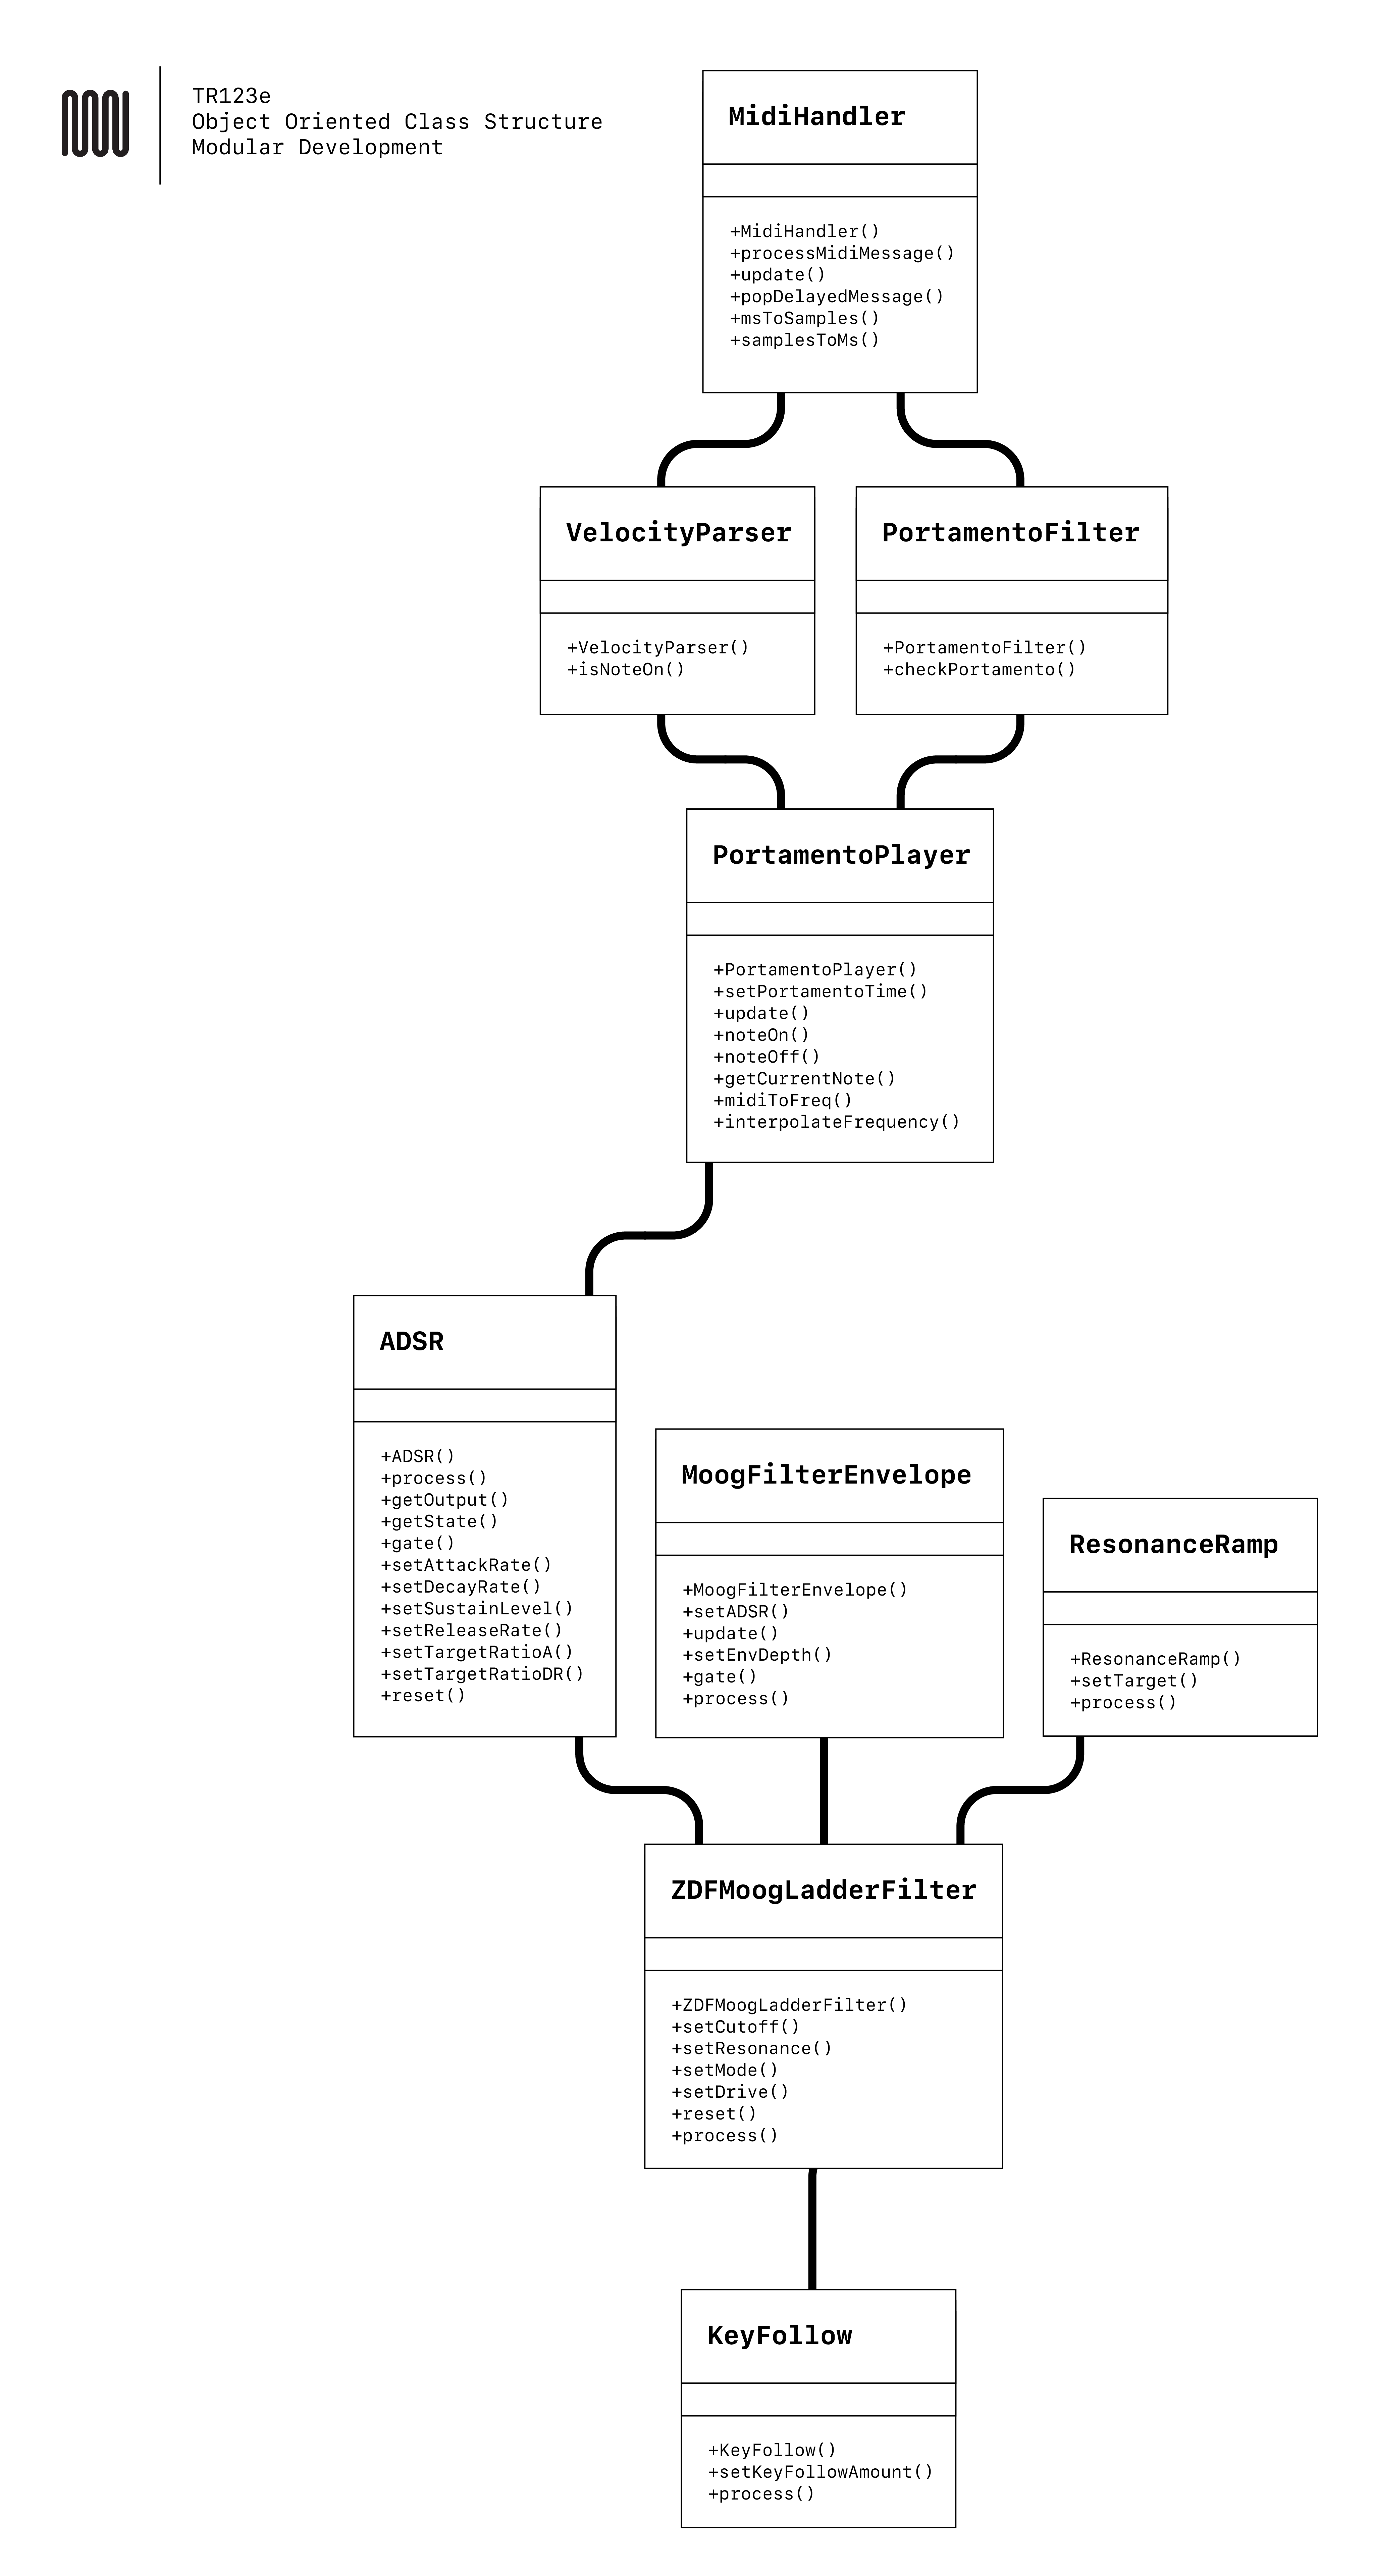 TR123e
Object Oriented Class Structure
Modular Development
MidiHandler
+MidiHandler()
+processMidiMessage()
+update()
+popDelayedMessage()
+msToSamples()
+samplesToMs()
VelocityParser
+VelocityParser()
+isNoteOn()
PortamentoFilter
+PortamentoFilter()
+checkPortamento()
PortamentoPlayer
+PortamentoPlayer()
+setPortamentoTime()
+update()
+noteOn()
+noteOff()
+getCurrentNote()
+midiToFreq()
+interpolateFrequency()
ADSR
+ADSR()
+process()
+getOutput()
+getState()
+gate()
+setAttackRate()
+setDecayRate()
+setSustainLevel()
+setReleaseRate()
+setTargetRatioA()
+setTargetRatioDR()
+reset()
MoogFilterEnvelope
+MoogFilterEnvelope()
+setADSR()
+update()
+setEnvDepth()
+gate()
+process()
ResonanceRamp
+ResonanceRamp()
+setTarget()
+process()
ZDFMoogLadderFilter
+ZDFMoogLadderFilter()
+setCutoff()
+setResonance()
+setMode()
+setDrive()
+reset()
+process()
KeyFollow
+KeyFollow()
+setKeyFollowAmount()
+process()